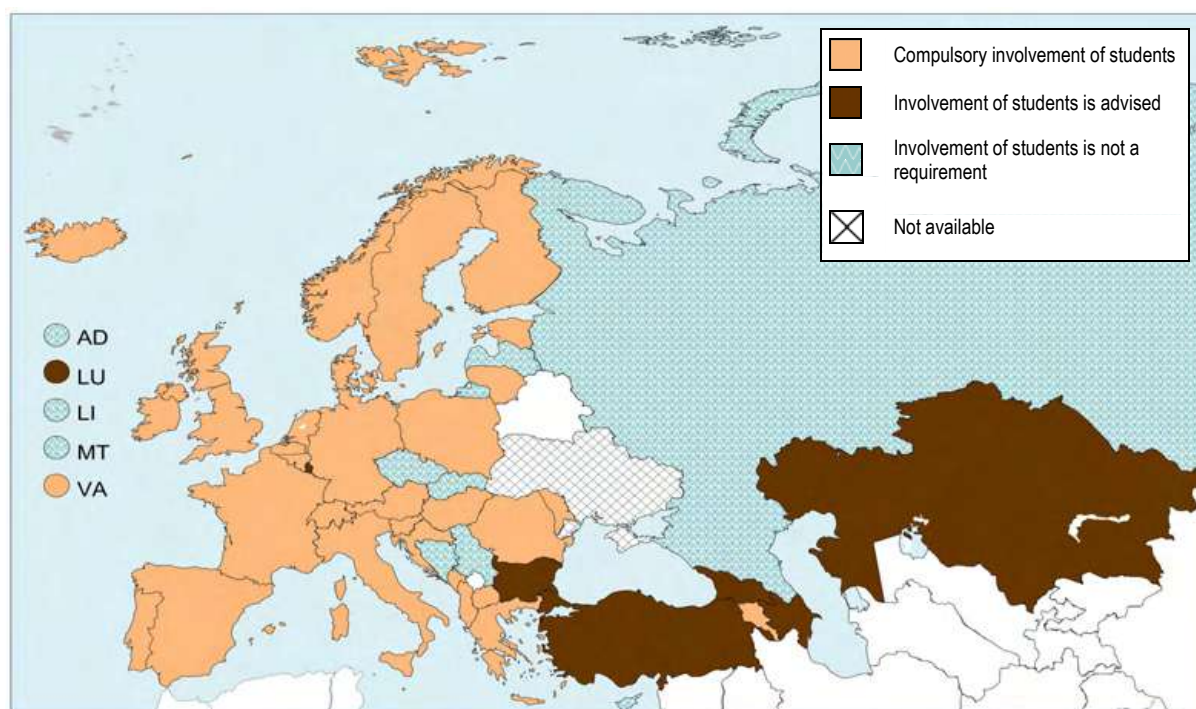 Compulsory involvement of students
Involvement of students is advised
Involvement of students is not a
requirement
Not available
AD
LU
LI
MT
VA